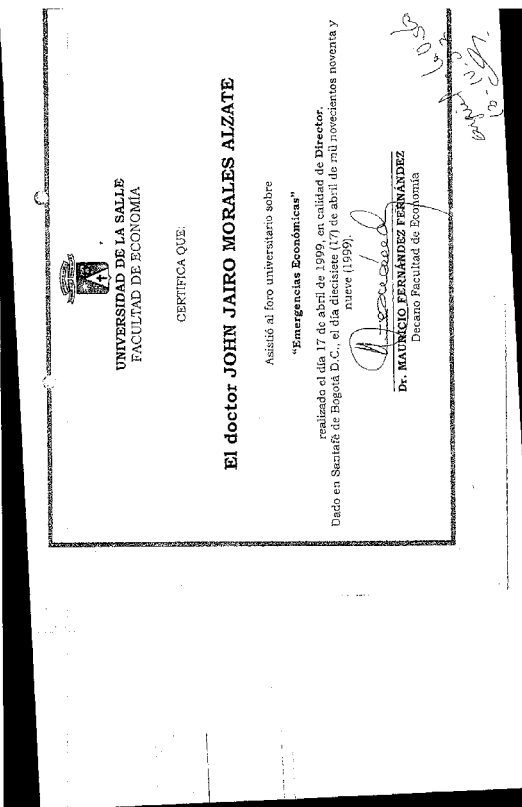 UNIVERSIDAD DE LA SALLE
FACULTAD DE ECONOMÍA
CERTIFICA QUE:
El doctor JOHN JAIRO MORALES ALZATE
Asistió al foro universitario sobre
“Emergencias Económicas”
realizado el día 17 de abril de 1999, en calidad de Director.
Dado en Santafé de Bogotá D.C., el día diecisiete (17) de abril de mil novecientos noventa y
nueve (1999).
Dr. MAURICIO FERNÁNDEZ FERNÁNDEZ
Decano Facultad de Economía